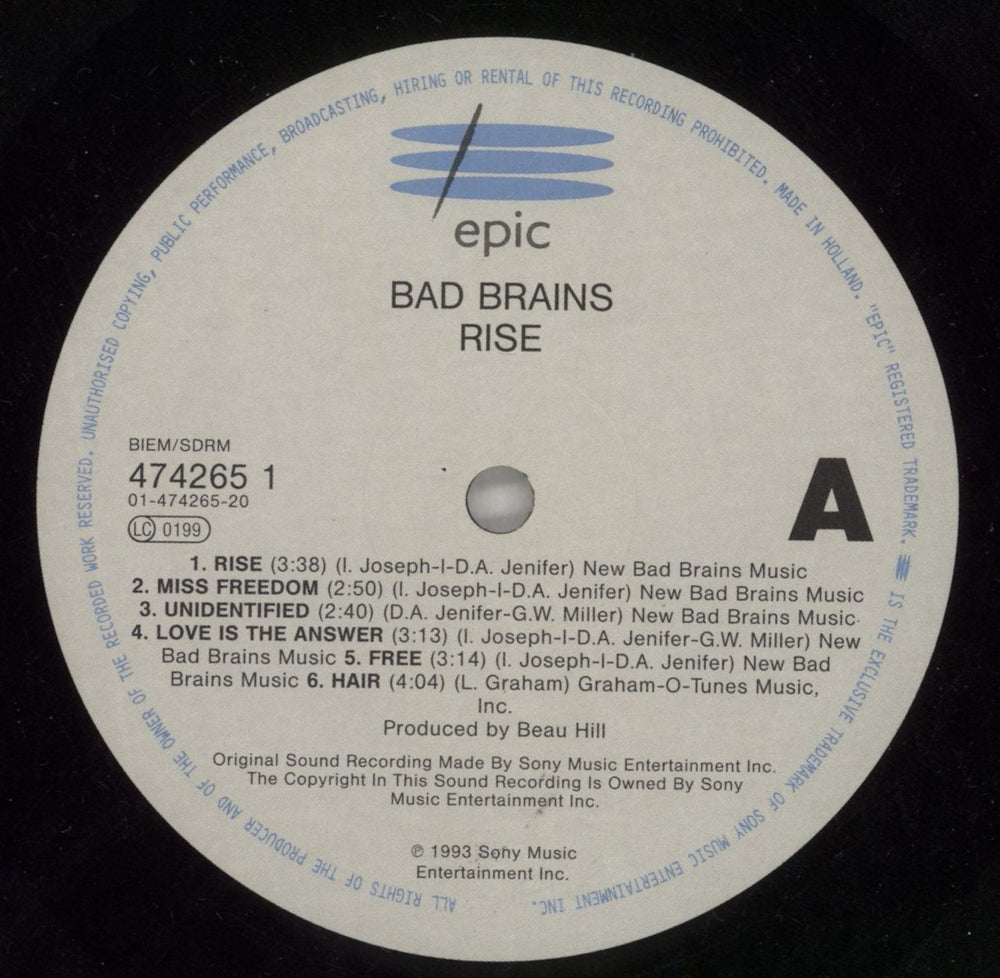 ALL RIGHTS OF THE PRODUCER AND OF THE OWNER OF THE RECORDED WORK RESERVED. UNAUTHORISED COPYING, PUBLIC PERFORMANCE, BROADCASTING, HIRING OR RENTAL OF THIS RECORDING PROHIBITED. MADE IN HOLLAND. "EPIC" REGISTERED TRADEMARK. IS THE EXCLUSIVE TRADEMARK OF SONY MUSIC ENTERTAINMENT INC.
epic
BAD BRAINS
RISE
BIEM/SDRM
474265 1
01-474265-20
LC 0199
A
1. RISE (3:38) (I. Joseph-I-D.A. Jenifer) New Bad Brains Music
2. MISS FREEDOM (2:50) (I. Joseph-I-D.A. Jenifer) New Bad Brains Music
3. UNIDENTIFIED (2:40) (D.A. Jenifer-G.W. Miller) New Bad Brains Music
4. LOVE IS THE ANSWER (3:13) (I. Joseph-I-D.A. Jenifer-G.W. Miller) New
Bad Brains Music 5. FREE (3:14) (I. Joseph-I-D.A. Jenifer) New Bad
Brains Music 6. HAIR (4:04) (L. Graham) Graham-O-Tunes Music,
Inc.
Produced by Beau Hill
Original Sound Recording Made By Sony Music Entertainment Inc.
The Copyright In This Sound Recording Is Owned By Sony
Music Entertainment Inc.
℗ 1993 Sony Music
Entertainment Inc.